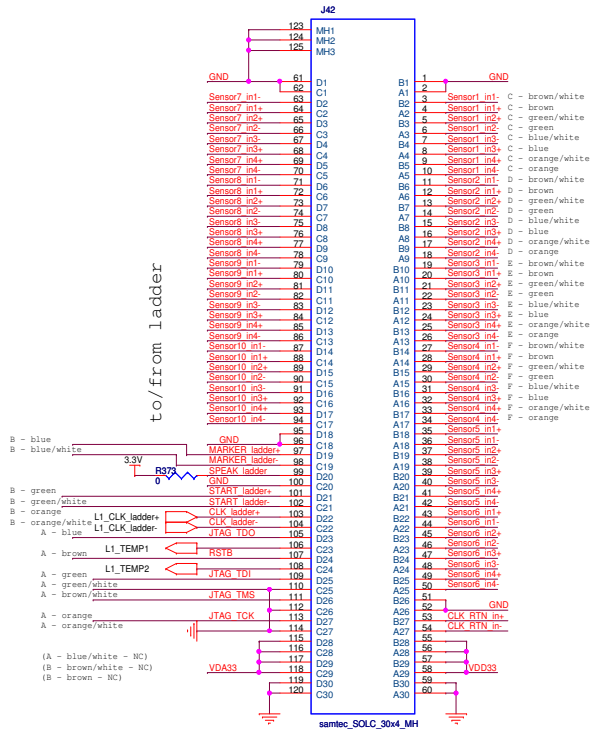 J42
123 MH1
124 MH2
125 MH3
GND 61 D1 B1 1 GND
62 C1 A1 2
Sensor7_in1- 63 D2 B2 3 Sensor1_in1- C - brown/white
Sensor7_in1+ 64 C2 A2 4 Sensor1_in1+ C - brown
Sensor7_in2+ 65 D3 B3 5 Sensor1_in2+ C - green/white
Sensor7_in2- 66 C3 A3 6 Sensor1_in2- C - green
Sensor7_in3- 67 D4 B4 7 Sensor1_in3- C - blue/white
Sensor7_in3+ 68 C4 A4 8 Sensor1_in3+ C - blue
Sensor7_in4+ 69 D5 B5 9 Sensor1_in4+ C - orange/white
Sensor7_in4- 70 C5 A5 10 Sensor1_in4- C - orange
Sensor8_in1- 71 D6 B6 11 Sensor2_in1- D - brown/white
Sensor8_in1+ 72 C6 A6 12 Sensor2_in1+ D - brown
Sensor8_in2+ 73 D7 B7 13 Sensor2_in2+ D - green/white
Sensor8_in2- 74 C7 A7 14 Sensor2_in2- D - green
Sensor8_in3- 75 D8 B8 15 Sensor2_in3- D - blue/white
Sensor8_in3+ 76 C8 A8 16 Sensor2_in3+ D - blue
Sensor8_in4+ 77 D9 B9 17 Sensor2_in4+ D - orange/white
Sensor8_in4- 78 C9 A9 18 Sensor2_in4- D - orange
Sensor9_in1- 79 D10 B10 19 Sensor3_in1- E - brown/white
Sensor9_in1+ 80 C10 A10 20 Sensor3_in1+ E - brown
Sensor9_in2+ 81 D11 B11 21 Sensor3_in2+ E - green/white
Sensor9_in2- 82 C11 A11 22 Sensor3_in2- E - green
Sensor9_in3- 83 D12 B12 23 Sensor3_in3- E - blue/white
Sensor9_in3+ 84 C12 A12 24 Sensor3_in3+ E - blue
Sensor9_in4+ 85 D13 B13 25 Sensor3_in4+ E - orange/white
Sensor9_in4- 86 C13 A13 26 Sensor3_in4- E - orange
Sensor10_in1- 87 D14 B14 27 Sensor4_in1- F - brown/white
Sensor10_in1+ 88 C14 A14 28 Sensor4_in1+ F - brown
Sensor10_in2+ 89 D15 B15 29 Sensor4_in2+ F - green/white
Sensor10_in2- 90 C15 A15 30 Sensor4_in2- F - green
Sensor10_in3- 91 D16 B16 31 Sensor4_in3- F - blue/white
Sensor10_in3+ 92 C16 A16 32 Sensor4_in3+ F - blue
Sensor10_in4+ 93 D17 B17 33 Sensor4_in4+ F - orange/white
Sensor10_in4- 94 C17 A17 34 Sensor4_in4- F - orange
to/from ladder
95 D18 B18 35 Sensor5_in1+
GND 96 C18 A18 36 Sensor5_in1-
B - blue MARKER_ladder+ 97 D19 B19 37 Sensor5_in2-
B - blue/white MARKER_ladder- 98 C19 A19 38 Sensor5_in2+
3.3V R373 0 SPEAK_ladder 99 D20 B20 39 Sensor5_in3+
GND 100 C20 A20 40 Sensor5_in3-
B - green START_ladder+ 101 D21 B21 41 Sensor5_in4+
B - green/white START_ladder- 102 C21 A21 42 Sensor5_in4-
B - orange L1_CLK_ladder+ CLK_ladder+ 103 D22 B22 43 Sensor6_in1+
B - orange/white L1_CLK_ladder- CLK_ladder- 104 C22 A22 44 Sensor6_in1-
A - blue JTAG_TDO 105 D23 B23 45 Sensor6_in2+
L1_TEMP1 106 C23 A23 46 Sensor6_in2-
A - brown RSTB 107 D24 B24 47 Sensor6_in3+
L1_TEMP2 108 C24 A24 48 Sensor6_in3-
A - green JTAG_TDI 109 D25 B25 49 Sensor6_in4+
A - green/white 110 C25 A25 50 Sensor6_in4-
A - brown/white JTAG_TMS 111 D26 B26 51
112 C26 A26 52 GND
A - orange JTAG_TCK 113 D27 B27 53 CLK_RTN_in+
A - orange/white 114 C27 A27 54 CLK_RTN_in-
115 D28 B28 55
116 C28 A28 56
(A - blue/white - NC) 117 D29 B29 57
(B - brown/white - NC) VDA33 118 C29 A29 58 VDD33
(B - brown - NC) 119 D30 B30 59
120 C30 A30 60
samtec_SOLC_30x4_MH